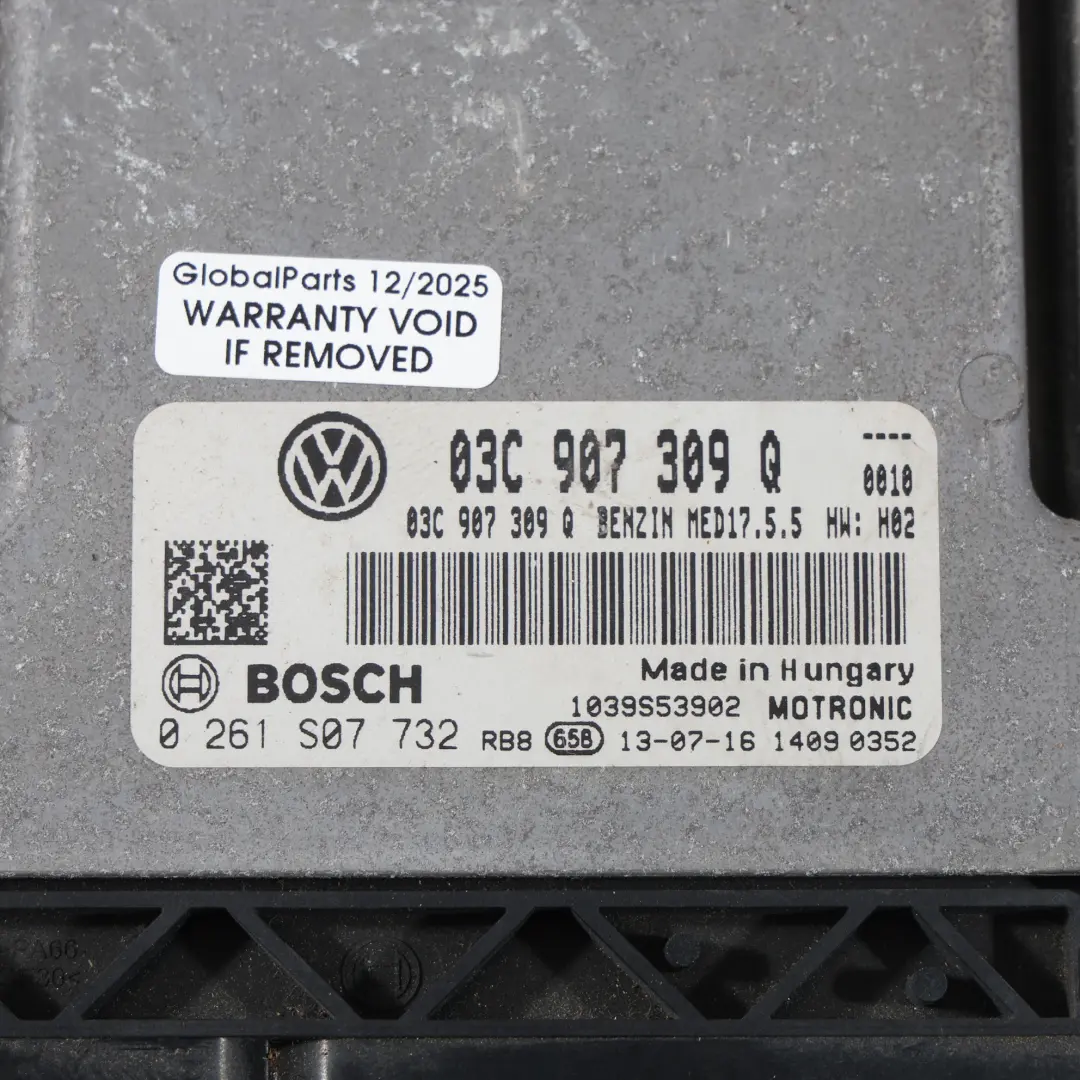 GlobalParts 12/2025
WARRANTY VOID
IF REMOVED
03C 907 309 Q ----
0010
03C 907 309 Q BENZIN MED17.5.5 HW: H02
BOSCH
Made in Hungary
1039S53902 MOTRONIC
0 261 S07 732 RB8 65B 13-07-16 1409 0352